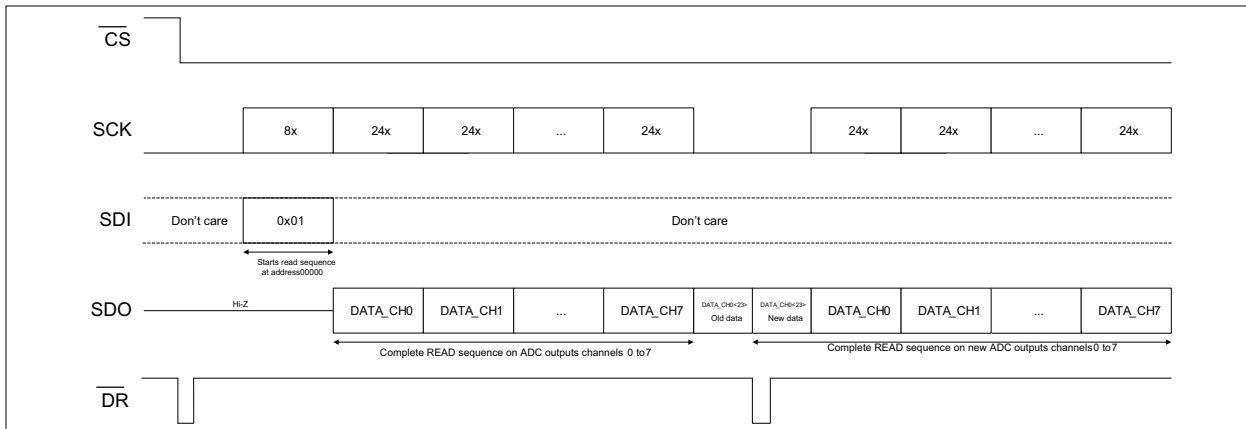 CS
SCK
8x 24x 24x ... 24x 24x 24x ... 24x
SDI
Don't care 0x01 Don't care
Starts read sequence
at address00000
SDO
Hi-Z
DATA_CH0 DATA_CH1 ... DATA_CH7 DATA_CH0<23> DATA_CH0<23> DATA_CH0 DATA_CH1 ... DATA_CH7
Old data New data
Complete READ sequence on ADC outputs channels 0 to7 Complete READ sequence on new ADC outputs channels0 to7
DR